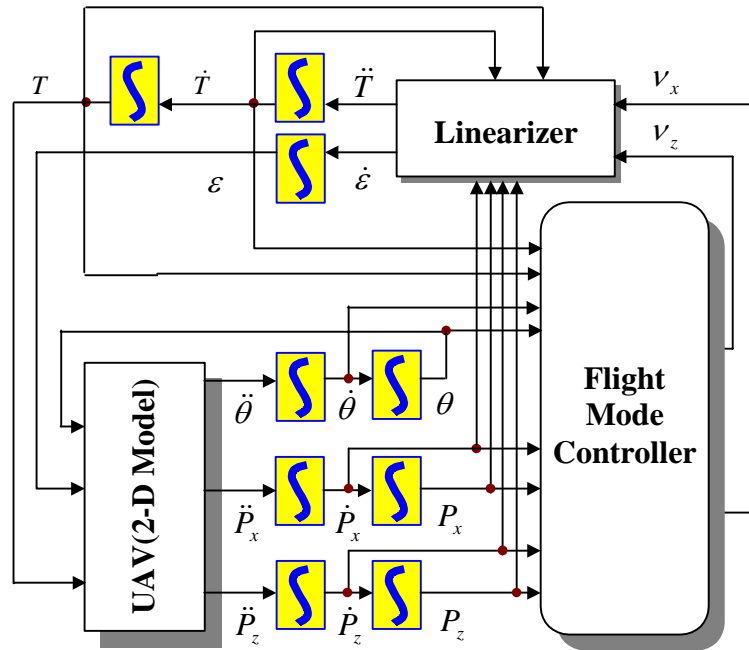 T
Ṫ
T̈
Linearizer
ν_x
ν_z
ε
ε̇
UAV(2-D Model)
θ̈
θ̇
θ
Flight
Mode
Controller
P̈_x
Ṗ_x
P_x
P̈_z
Ṗ_z
P_z